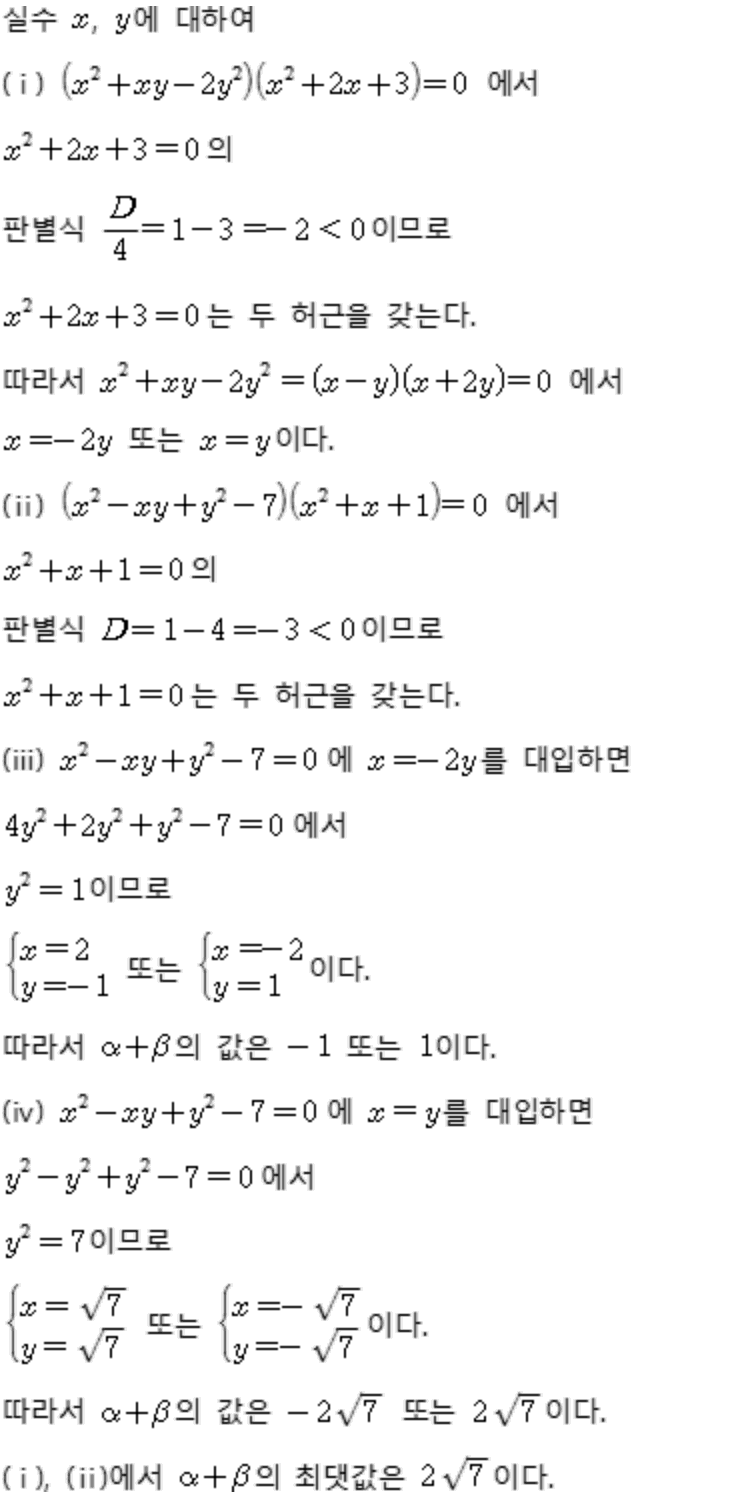 실수 x, y에 대하여
(i) (x²+xy−2y²)(x²+2x+3)=0 에서
x²+2x+3=0의
판별식 D/4=1−3=−2<0이므로
x²+2x+3=0는 두 허근을 갖는다.
따라서 x²+xy−2y²=(x−y)(x+2y)=0 에서
x=−2y 또는 x=y이다.
(ii) (x²−xy+y²−7)(x²+x+1)=0 에서
x²+x+1=0의
판별식 D=1−4=−3<0이므로
x²+x+1=0는 두 허근을 갖는다.
(iii) x²−xy+y²−7=0에 x=−2y를 대입하면
4y²+2y²+y²−7=0에서
y²=1이므로
{x=2, y=−1 또는 {x=−2, y=1 이다.
따라서 α+β의 값은 −1 또는 1이다.
(iv) x²−xy+y²−7=0에 x=y를 대입하면
y²−y²+y²−7=0에서
y²=7이므로
{x=√7, y=√7 또는 {x=−√7, y=−√7 이다.
따라서 α+β의 값은 −2√7 또는 2√7이다.
(i), (ii)에서 α+β의 최댓값은 2√7이다.